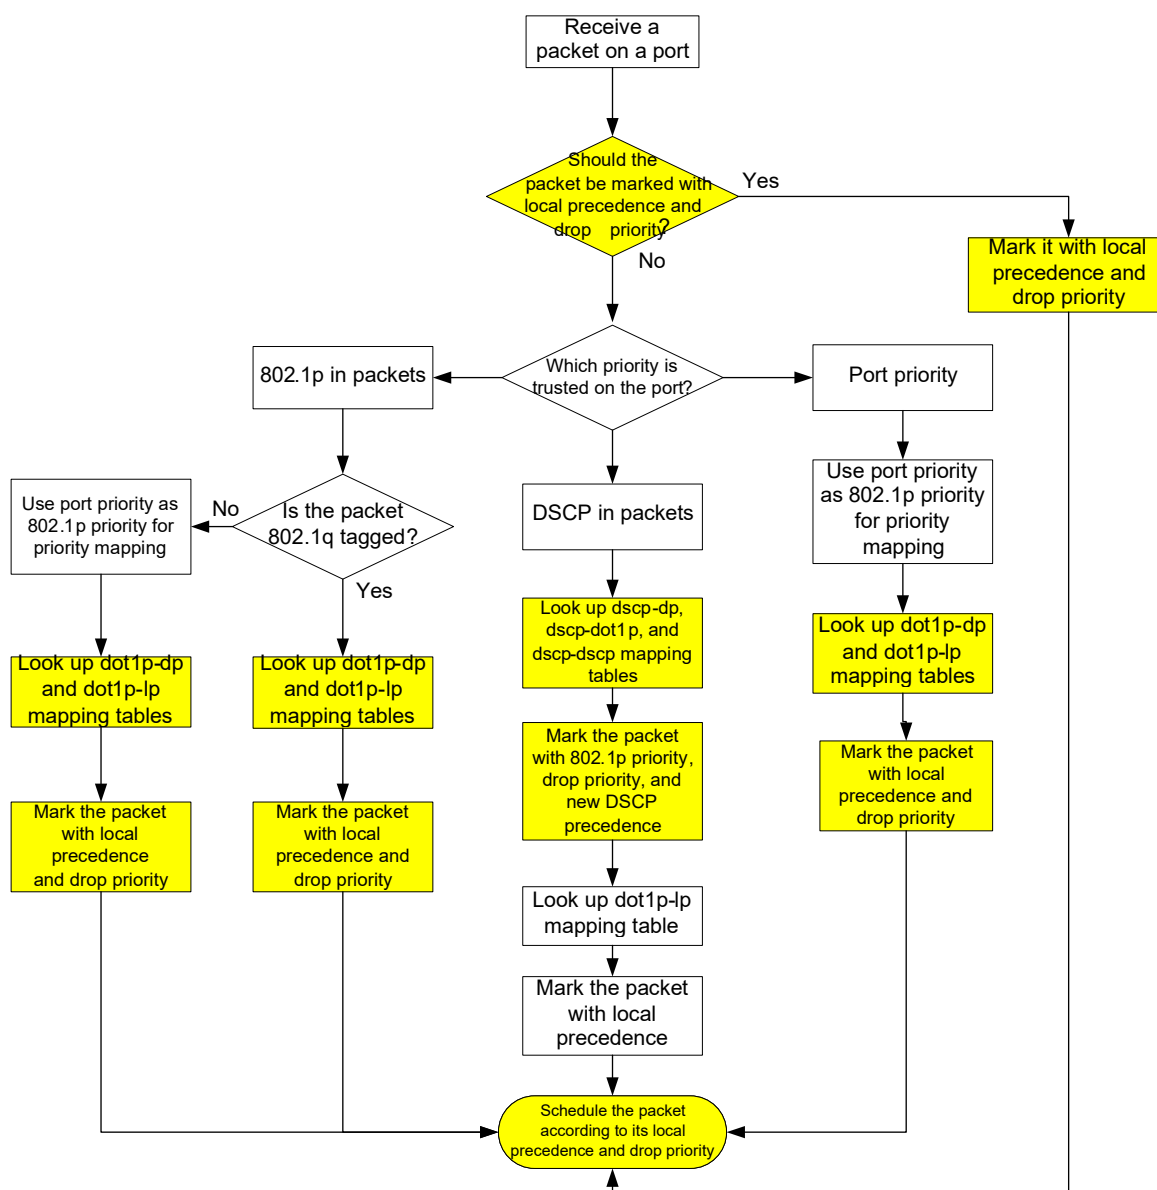 Receive a
packet on a port
Should the
packet be marked with
local precedence and
drop priority?
Yes
No
Mark it with local
precedence and
drop priority
802.1p in packets
Which priority is
trusted on the port?
Port priority
Use port priority as
802.1p priority for
priority mapping
No
Is the packet
802.1q tagged?
Yes
DSCP in packets
Use port priority
as 802.1p priority
for priority
mapping
Look up dot1p-dp
and dot1p-lp
mapping tables
Look up dot1p-dp
and dot1p-lp
mapping tables
Look up dscp-dp,
dscp-dot1p, and
dscp-dscp mapping
tables
Look up dot1p-dp
and dot1p-lp
mapping tables
Mark the packet
with local
precedence
and drop priority
Mark the packet
with local
precedence and
drop priority
Mark the packet
with 802.1p priority,
drop priority, and
new DSCP
precedence
Mark the packet
with local
precedence and
drop priority
Look up dot1p-lp
mapping table
Mark the packet
with local
precedence
Schedule the packet
according to its local
precedence and drop priority